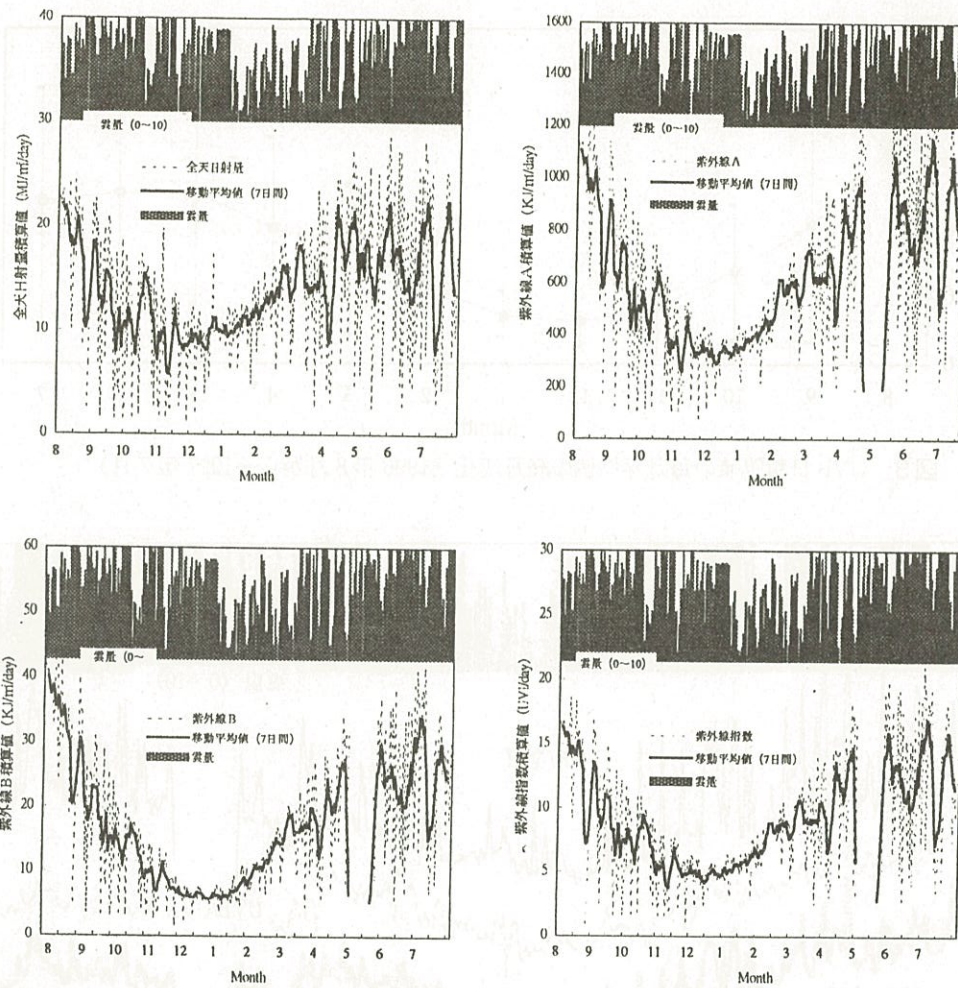 40
30
20
10
0
全天日射量積算値 (MJ/㎡/day)
雲量 (0〜10)
全天日射量
移動平均値 (7日間)
雲量
8 9 10 11 12 1 2 3 4 5 6 7
Month
1600
1400
1200
1000
800
600
400
200
0
紫外線A積算値 (KJ/㎡/day)
雲量 (0〜10)
紫外線A
移動平均値 (7日間)
雲量
8 9 10 11 12 1 2 3 4 5 6 7
Month
60
50
40
30
20
10
0
紫外線B積算値 (KJ/㎡/day)
雲量 (0〜
紫外線B
移動平均値 (7日間)
雲量
8 9 10 11 12 1 2 3 4 5 6 7
Month
30
25
20
15
10
5
0
紫外線指数積算値
雲量 (0〜10)
紫外線指数
移動平均値 (7日間)
雲量
8 9 10 11 12 1 2 3 4 5 6 7
Month